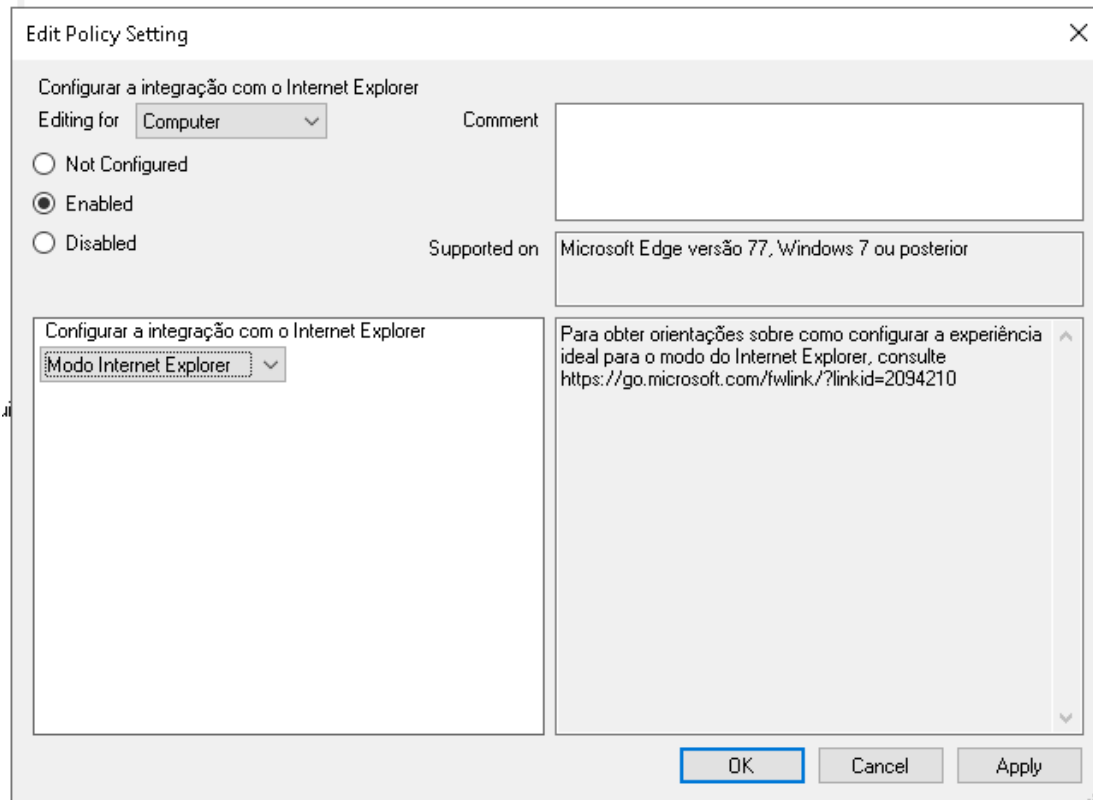 Edit Policy Setting
Configurar a integração com o Internet Explorer
Editing for Computer
Comment
Not Configured
Enabled
Disabled
Supported on
Microsoft Edge versão 77, Windows 7 ou posterior
Configurar a integração com o Internet Explorer
Modo Internet Explorer
Para obter orientações sobre como configurar a experiência
ideal para o modo do Internet Explorer, consulte
https://go.microsoft.com/fwlink/?linkid=2094210
OK Cancel Apply